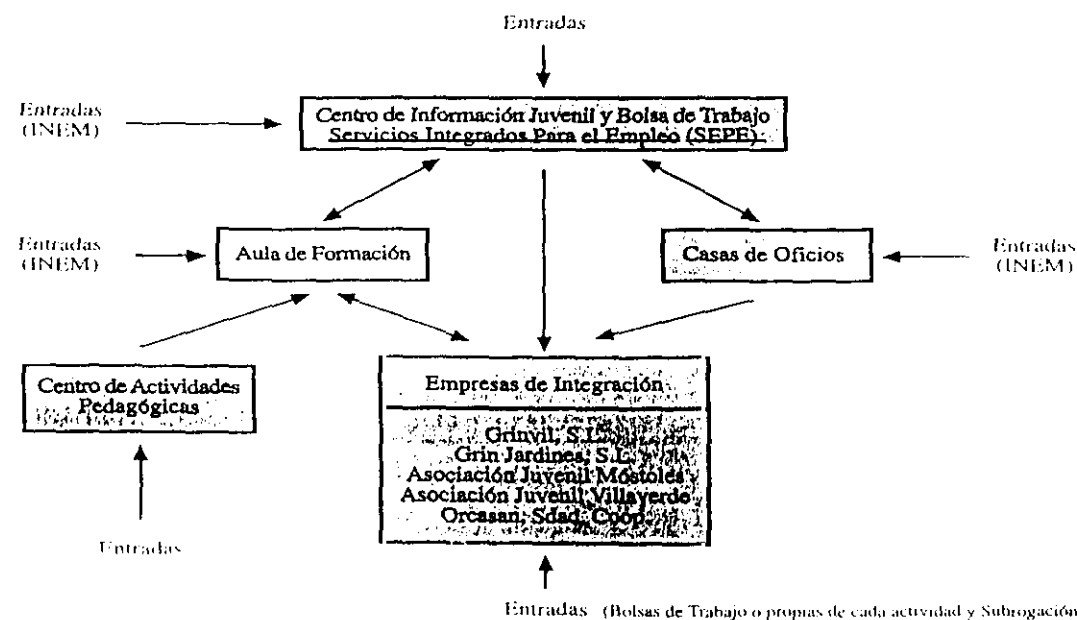 Entradas
Entradas
(INEM)
Centro de Información Juvenil y Bolsa de Trabajo
Servicios Integrados Para el Empleo (SEPE)
Entradas
(INEM)
Aula de Formación
Casas de Oficios
Entradas
(INEM)
Centro de Actividades
Pedagógicas
Empresas de Integración
Grinvil, S.L.
Grin Jardines, S.L.
Asociación Juvenil Móstoles
Asociación Juvenil Villaverde
Orcasan, Sdad. Coop.
Entradas
Entradas (Bolsas de Trabajo o propias de cada actividad y Subrogación